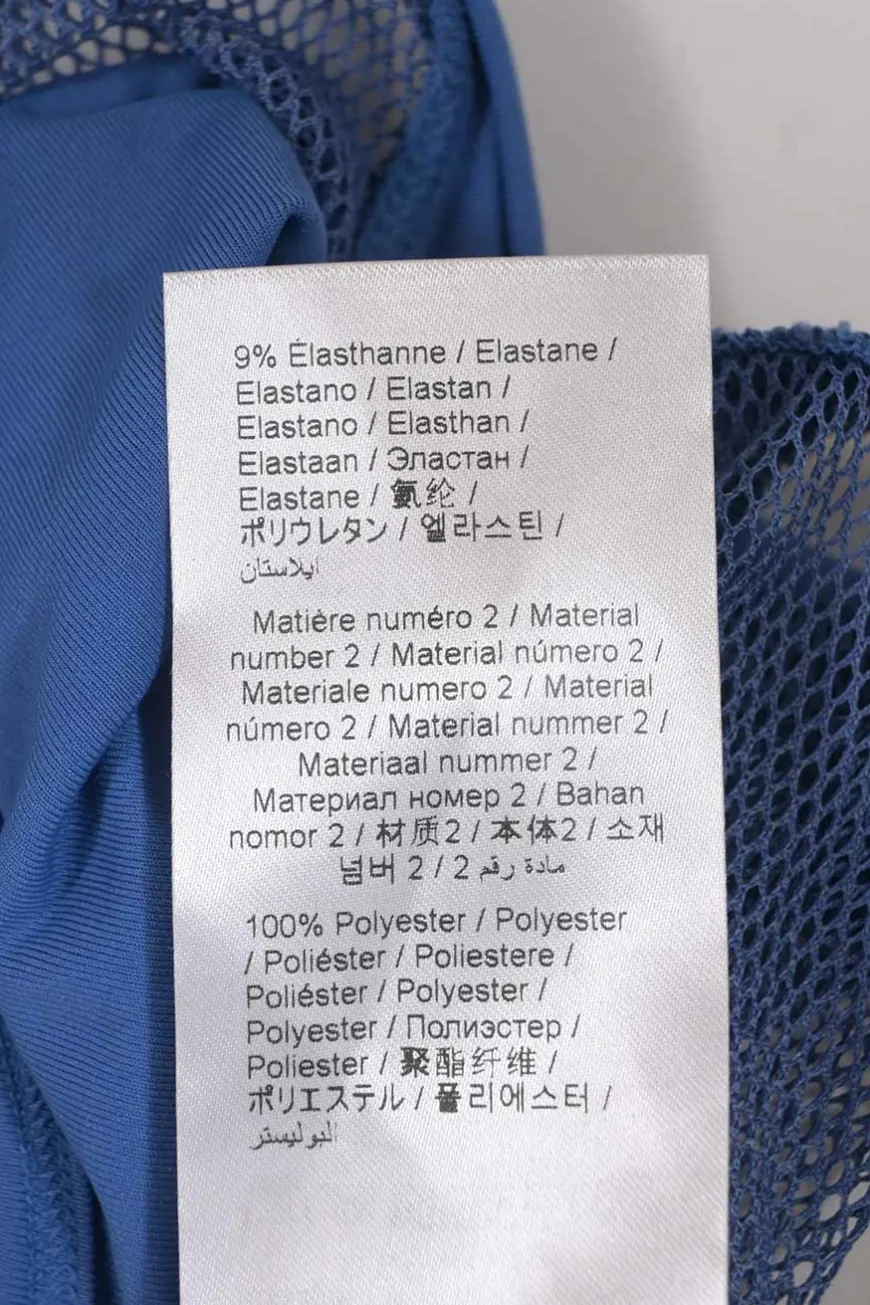 9% Élasthanne / Elastane /
Elastano / Elastan /
Elastano / Elasthan /
Elastaan / Эластан /
Elastane / 氨纶 /
ポリウレタン / 엘라스틴 /
ايلاستان
Matière numéro 2 / Material
number 2 / Material número 2 /
Materiale numero 2 / Material
número 2 / Material nummer 2 /
Materiaal nummer 2 /
Материал номер 2 / Bahan
nomor 2 / 材质2 / 本体2 / 소재
넘버 2 / 2 مادة رقم
100% Polyester / Polyester
/ Poliéster / Poliestere /
Poliéster / Polyester /
Polyester / Полиэстер /
Poliester / 聚酯纤维 /
ポリエステル / 폴리에스터 /
البوليستر